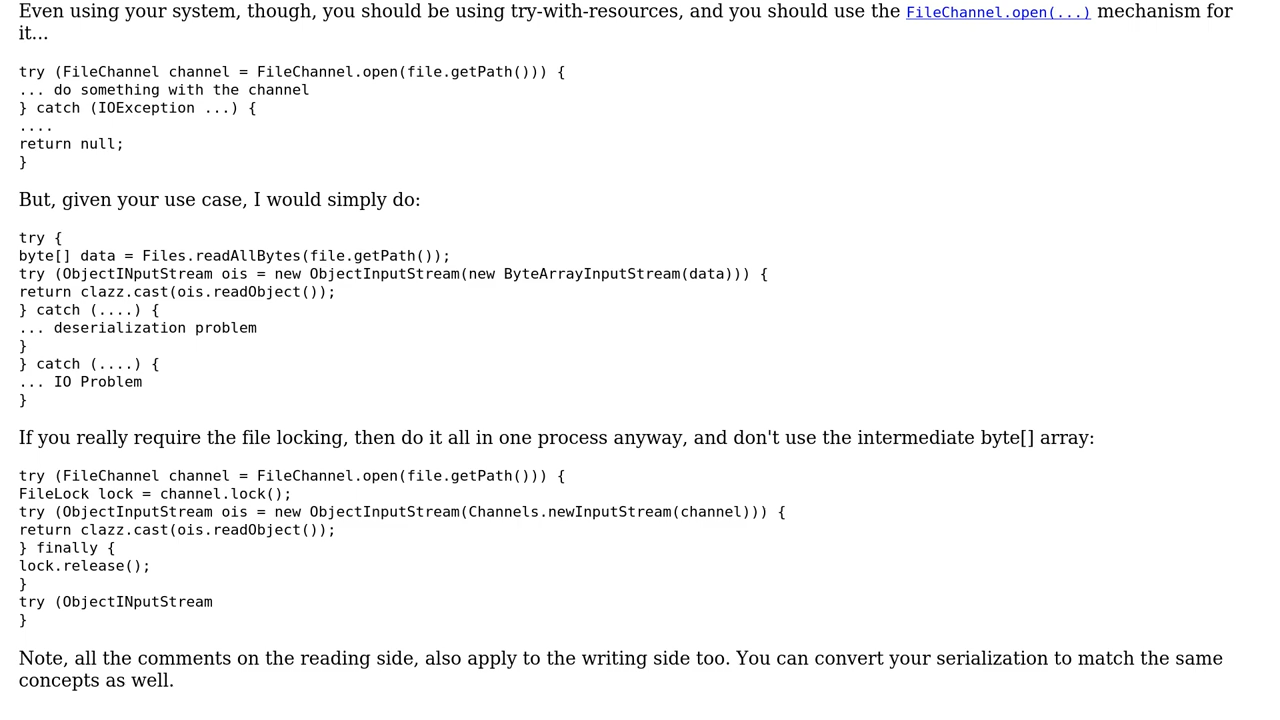 Even using your system, though, you should be using try-with-resources, and you should use the FileChannel.open(...) mechanism for
it...
try (FileChannel channel = FileChannel.open(file.getPath())) {
... do something with the channel
} catch (IOException ...) {
....
return null;
}
But, given your use case, I would simply do:
try {
byte[] data = Files.readAllBytes(file.getPath());
try (ObjectINputStream ois = new ObjectInputStream(new ByteArrayInputStream(data))) {
return clazz.cast(ois.readObject());
} catch (....) {
... deserialization problem
}
} catch (....) {
... IO Problem
}
If you really require the file locking, then do it all in one process anyway, and don't use the intermediate byte[] array:
try (FileChannel channel = FileChannel.open(file.getPath())) {
FileLock lock = channel.lock();
try (ObjectInputStream ois = new ObjectInputStream(Channels.newInputStream(channel))) {
return clazz.cast(ois.readObject());
} finally {
lock.release();
}
try (ObjectINputStream
}
Note, all the comments on the reading side, also apply to the writing side too. You can convert your serialization to match the same
concepts as well.